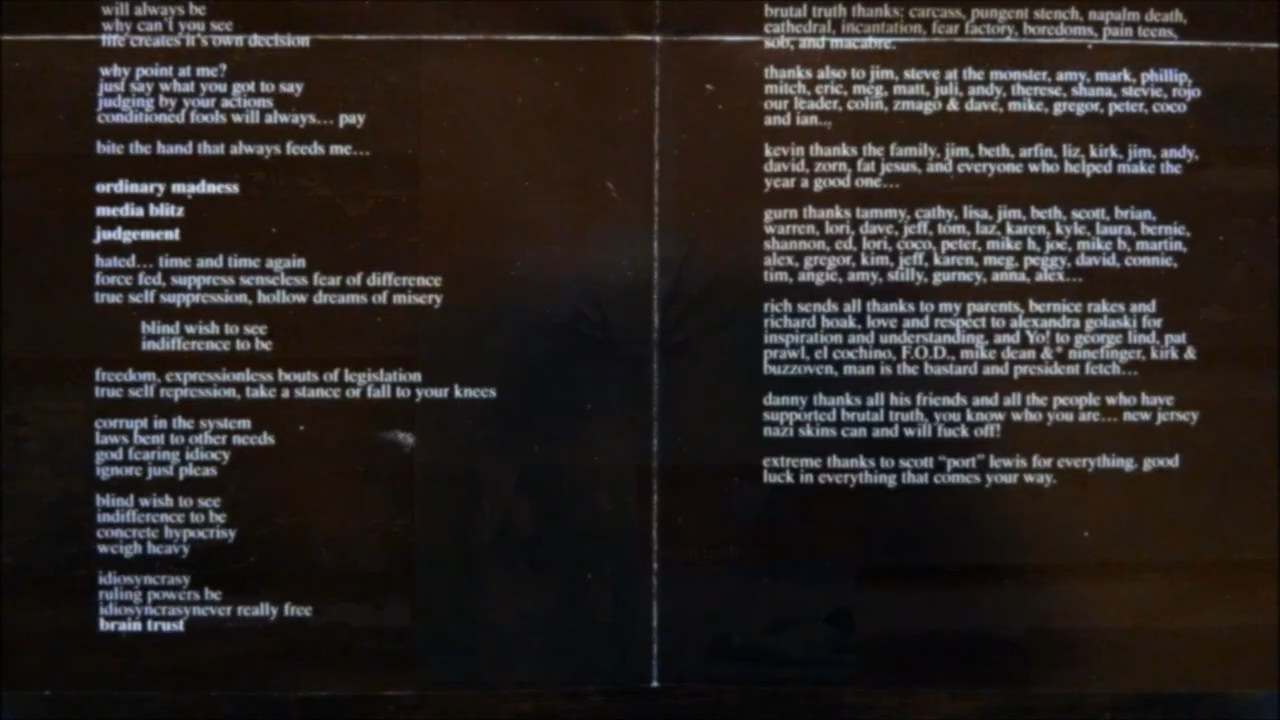 will always be
why can't you see
life creates it's own decision
why point at me?
just say what you got to say
judging by your actions
conditioned fools will always... pay
bite the hand that always feeds me...
ordinary madness
media blitz
judgement
hated... time and time again
force fed, suppress senseless fear of difference
true self suppression, hollow dreams of misery
blind wish to see
indifference to be
freedom, expressionless bouts of legislation
true self repression, take a stance or fall to your knees
corrupt in the system
laws bent to other needs
god fearing idiocy
ignore just pleas
blind wish to see
indifference to be
concrete hypocrisy
weigh heavy
idiosyncrasy
ruling powers be
idiosyncrasynever really free
brain trust
brutal truth thanks: carcass, pungent stench, napalm death,
cathedral, incantation, fear factory, boredoms, pain teens,
sob, and macabre.
thanks also to jim, steve at the monster, amy, mark, phillip,
mitch, eric, meg, matt, juli, andy, therese, shana, stevie, rojo
our leader, colin, zmago & dave, mike, gregor, peter, coco
and ian...
kevin thanks the family, jim, beth, arfin, liz, kirk, jim, andy,
david, zorn, fat jesus, and everyone who helped make the
year a good one...
gurn thanks tammy, cathy, lisa, jim, beth, scott, brian,
warren, lori, dave, jeff, tom, laz, karen, kyle, laura, bernie,
shannon, ed, lori, coco, peter, mike h, joe, mike b, martin,
alex, gregor, kim, jeff, karen, meg, peggy, david, connie,
tim, angie, amy, stilly, gurney, anna, alex...
rich sends all thanks to my parents, bernice rakes and
richard hoak, love and respect to alexandra golaski for
inspiration and understanding, and Yo! to george lind, pat
prawl, el cochino, F.O.D., mike dean &* ninefinger, kirk &
buzzoven, man is the bastard and president fetch...
danny thanks all his friends and all the people who have
supported brutal truth, you know who you are... new jersey
nazi skins can and will fuck off!
extreme thanks to scott "port" lewis for everything, good
luck in everything that comes your way.